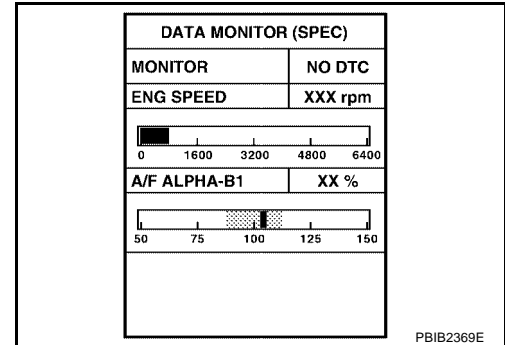 DATA MONITOR (SPEC)
MONITOR NO DTC
ENG SPEED XXX rpm
0 1600 3200 4800 6400
A/F ALPHA-B1 XX %
50 75 100 125 150
PBIB2369E